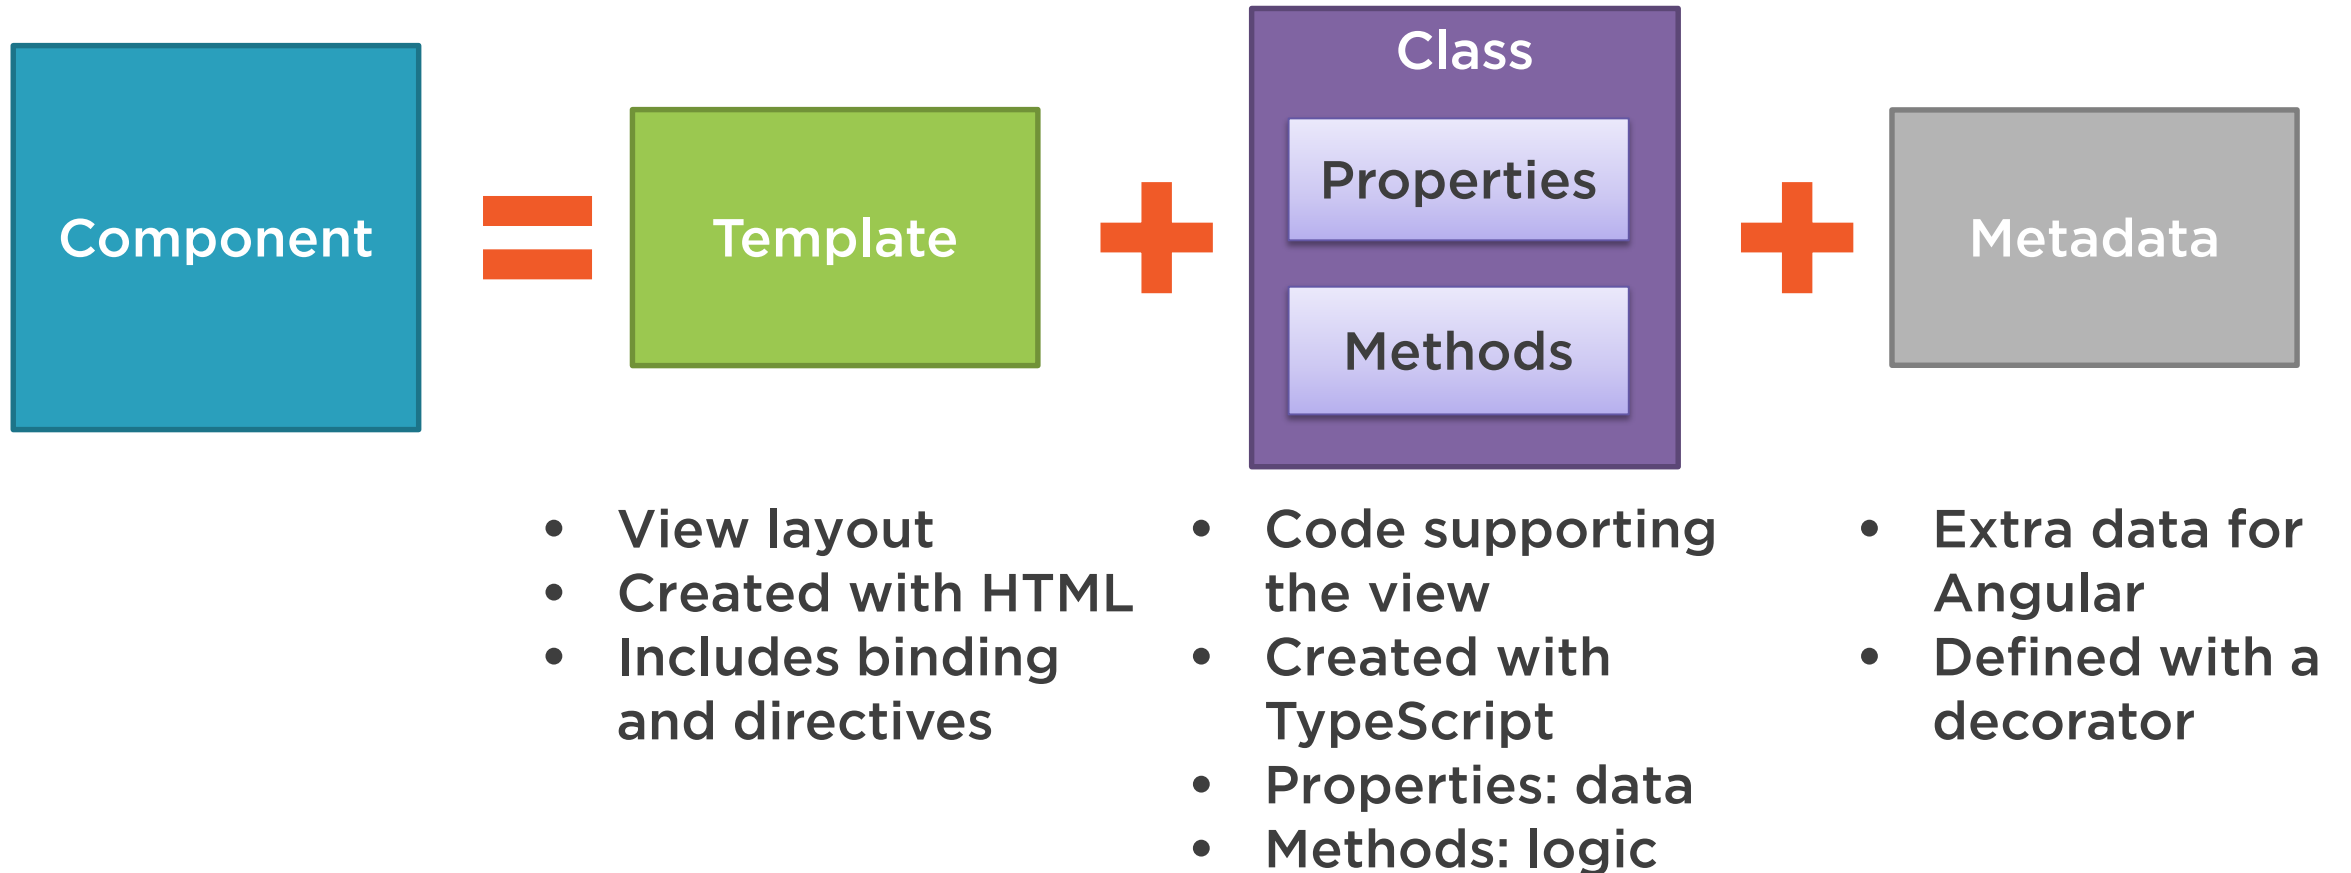 Component
Template
Class
Properties
Methods
Metadata
• View layout
• Created with HTML
• Includes binding
and directives
• Code supporting
the view
• Created with
TypeScript
• Properties: data
• Methods: logic
• Extra data for
Angular
• Defined with a
decorator